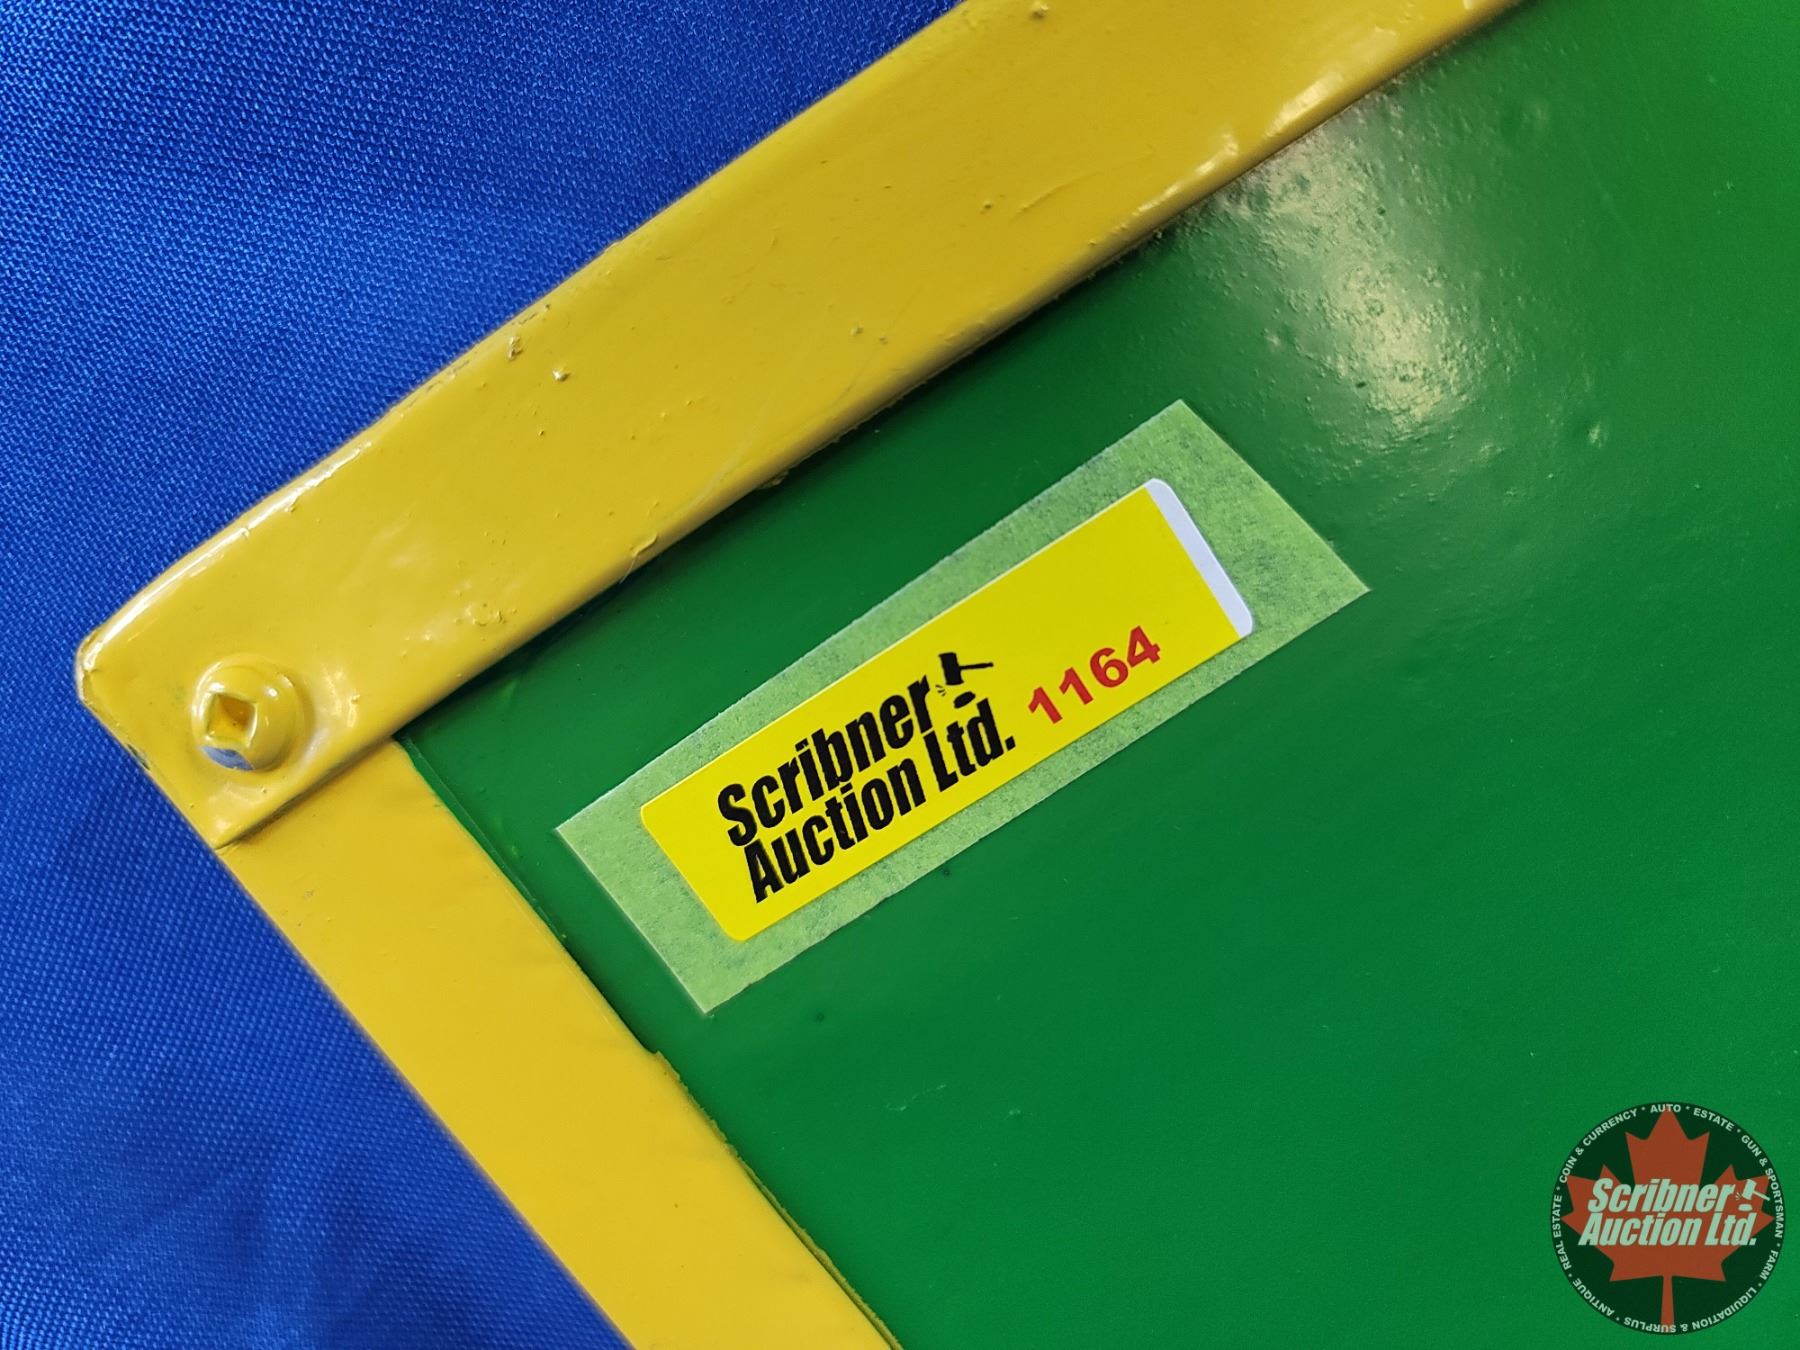 Scribner
Auction Ltd.
1164
COIN & CURRENCY * AUTO * ESTATE * GUN & SPORTSMAN * FARM * LIQUIDATION & SURPLUS * ANTIQUE * REAL ESTATE *
Scribner
Auction Ltd.